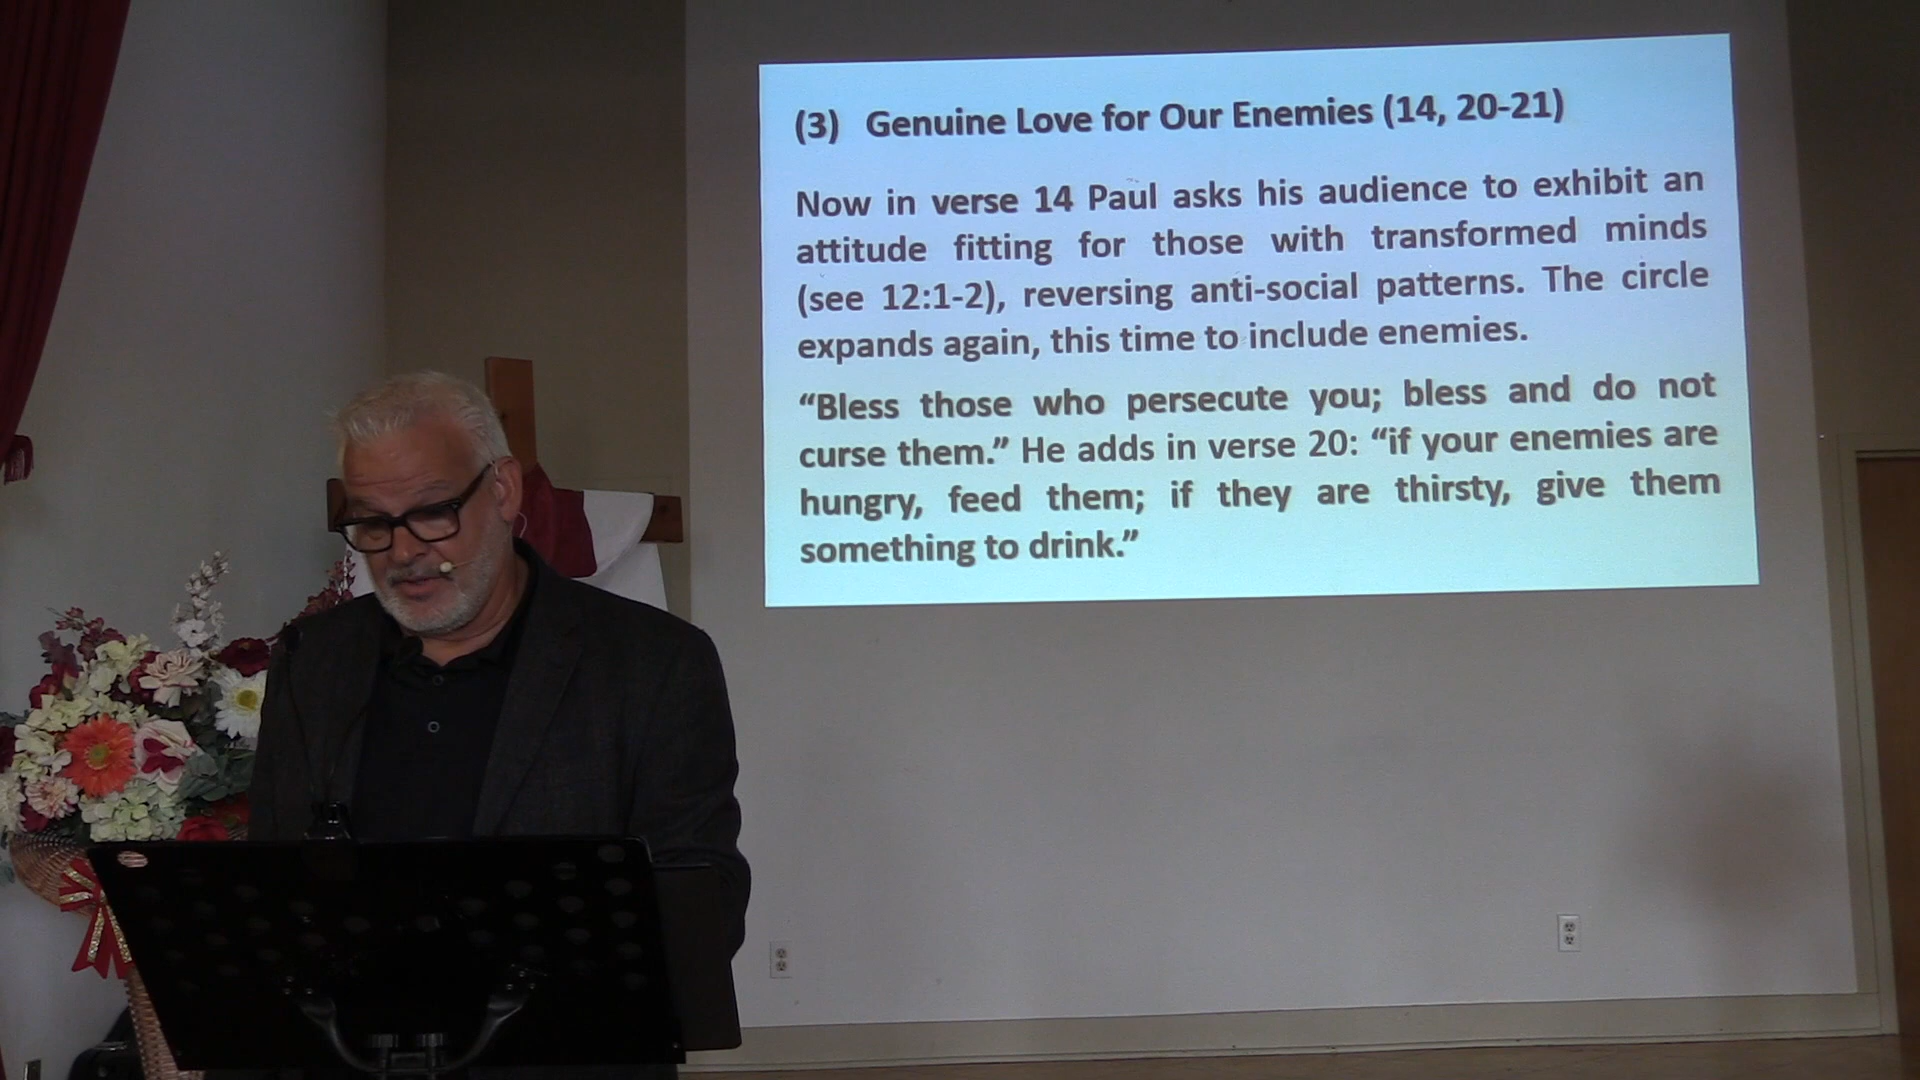 (3) Genuine Love for Our Enemies (14, 20-21)
Now in verse 14 Paul asks his audience to exhibit an
attitude fitting for those with transformed minds
(see 12:1-2), reversing anti-social patterns. The circle
expands again, this time to include enemies.
“Bless those who persecute you; bless and do not
curse them.” He adds in verse 20: “if your enemies are
hungry, feed them; if they are thirsty, give them
something to drink.”